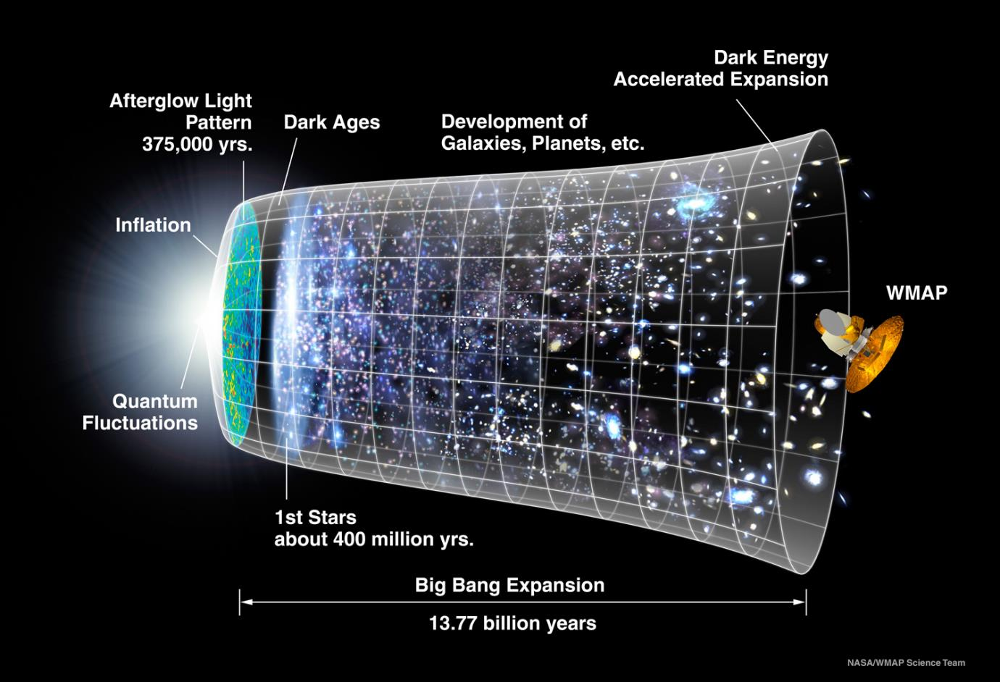 Dark Energy
Accelerated Expansion
Afterglow Light
Pattern
375,000 yrs.
Dark Ages
Development of
Galaxies, Planets, etc.
Inflation
WMAP
Quantum
Fluctuations
1st Stars
about 400 million yrs.
Big Bang Expansion
13.77 billion years
NASA/WMAP Science Team